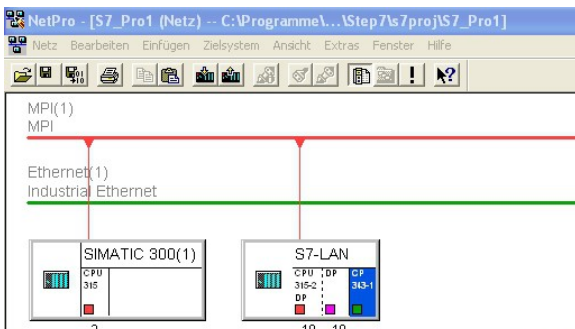 NetPro - [S7_Pro1 (Netz) -- C:\Programme\...\Step7\s7proj\S7_Pro1]
Netz Bearbeiten Einfügen Zielsystem Ansicht Extras Fenster Hilfe
MPI(1)
MPI
Ethernet(1)
Industrial Ethernet
SIMATIC 300(1)
CPU
315
S7-LAN
CPU DP CP
315-2 343-1
DP